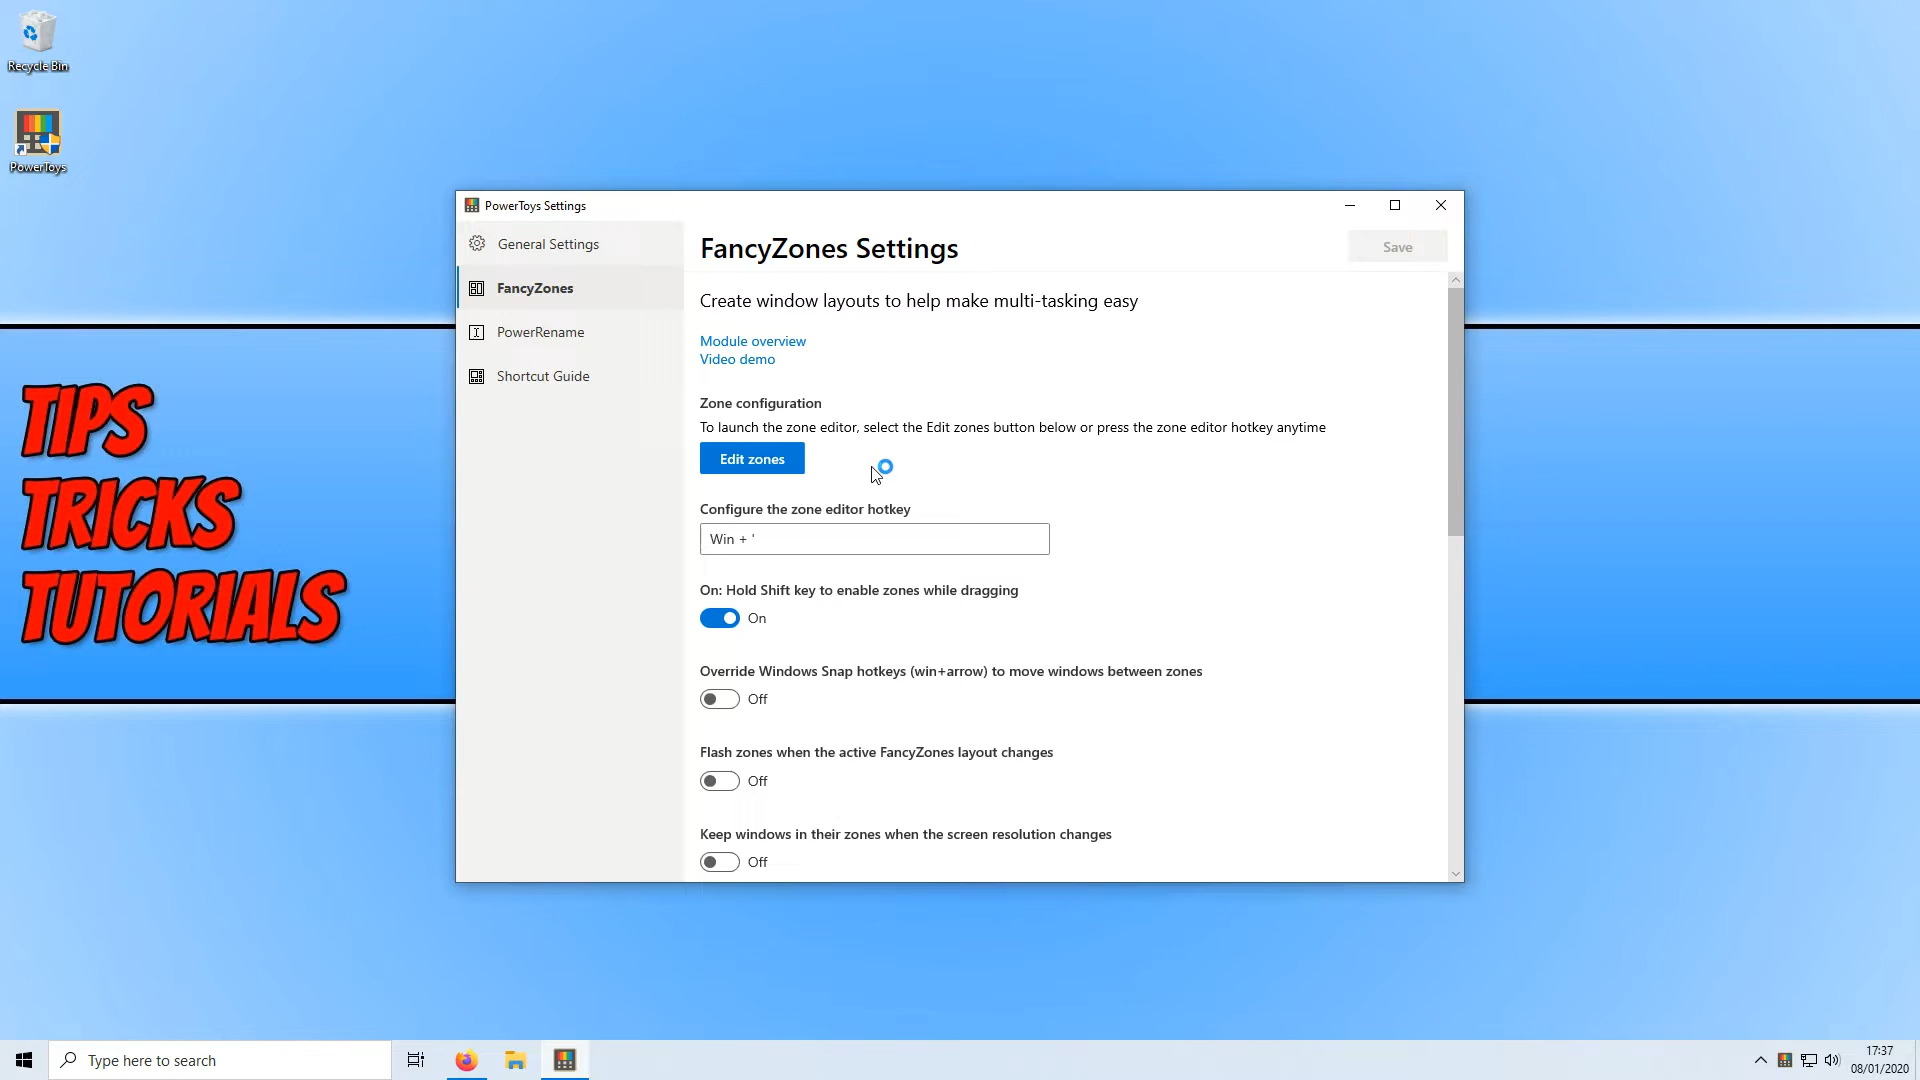 Recycle Bin
PowerToys
TIPS
TRICKS
TUTORIALS
PowerToys Settings
General Settings
FancyZones
PowerRename
Shortcut Guide
FancyZones Settings
Save
Create window layouts to help make multi-tasking easy
Module overview
Video demo
Zone configuration
To launch the zone editor, select the Edit zones button below or press the zone editor hotkey anytime
Edit zones
Configure the zone editor hotkey
Win + '
On: Hold Shift key to enable zones while dragging
On
Override Windows Snap hotkeys (win+arrow) to move windows between zones
Off
Flash zones when the active FancyZones layout changes
Off
Keep windows in their zones when the screen resolution changes
Off
Type here to search
17:37
08/01/2020